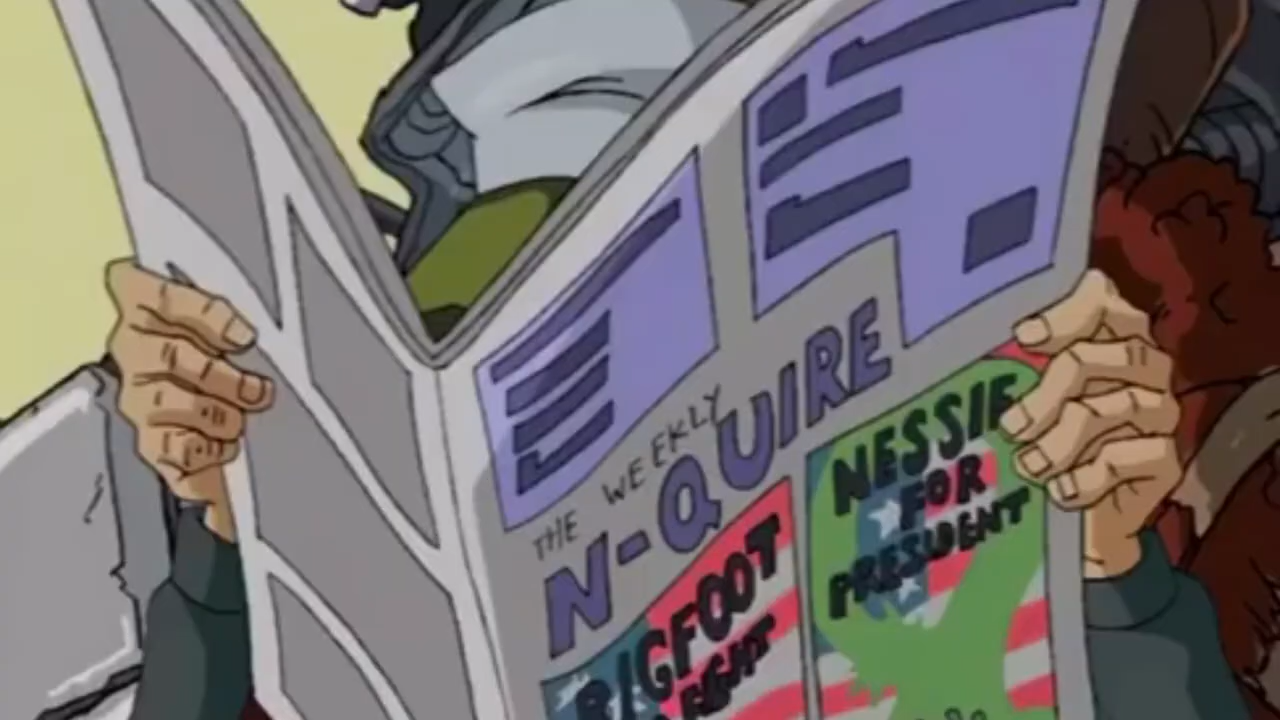 THE WEEKLY
N-QUIRE
BIGFOOT
NESSIE
FOR
PRESIDENT